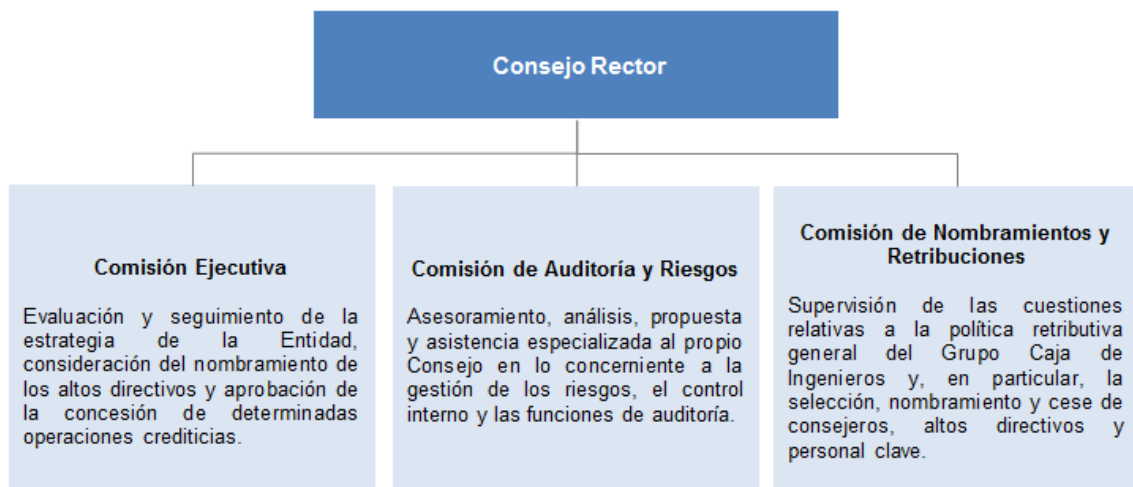 Consejo Rector
Comisión Ejecutiva
Evaluación y seguimiento de la
estrategia de la Entidad,
consideración del nombramiento de
los altos directivos y aprobación de
la concesión de determinadas
operaciones crediticias.
Comisión de Auditoría y Riesgos
Asesoramiento, análisis, propuesta
y asistencia especializada al propio
Consejo en lo concerniente a la
gestión de los riesgos, el control
interno y las funciones de auditoría.
Comisión de Nombramientos y
Retribuciones
Supervisión de las cuestiones
relativas a la política retributiva
general del Grupo Caja de
Ingenieros y, en particular, la
selección, nombramiento y cese de
consejeros, altos directivos y
personal clave.